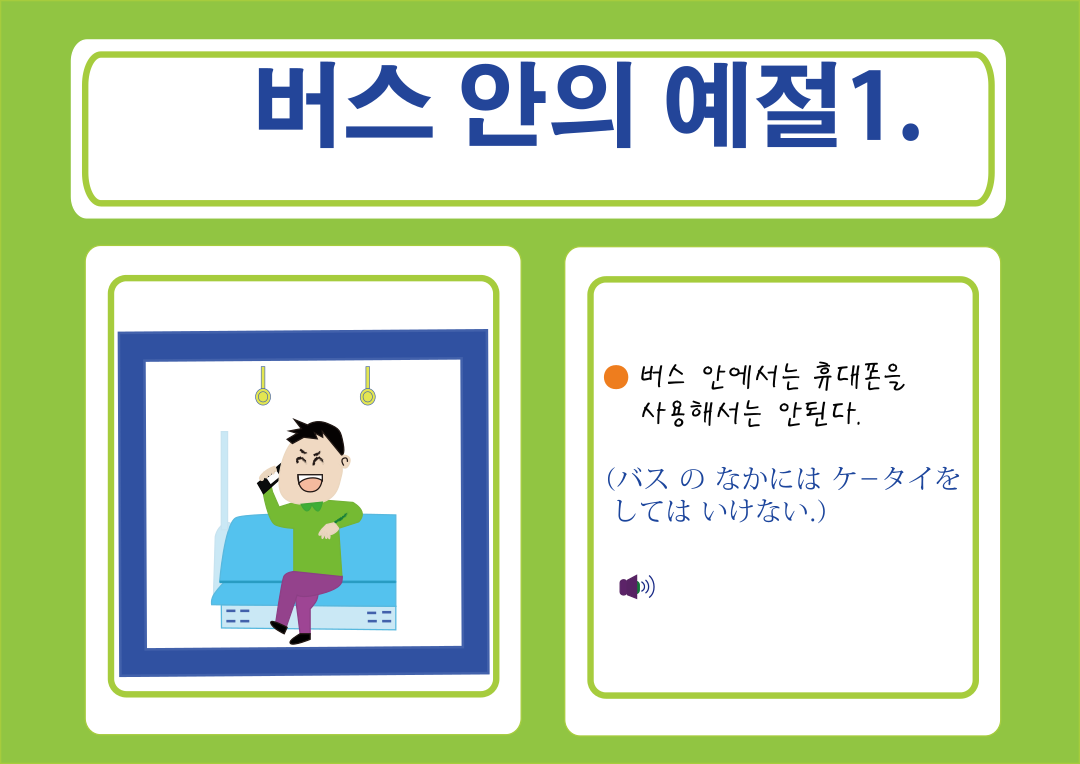 버스 안의 예절1.
버스 안에서는 휴대폰을
사용해서는 안된다.
(バス の なかには ケータイを
しては いけない.)